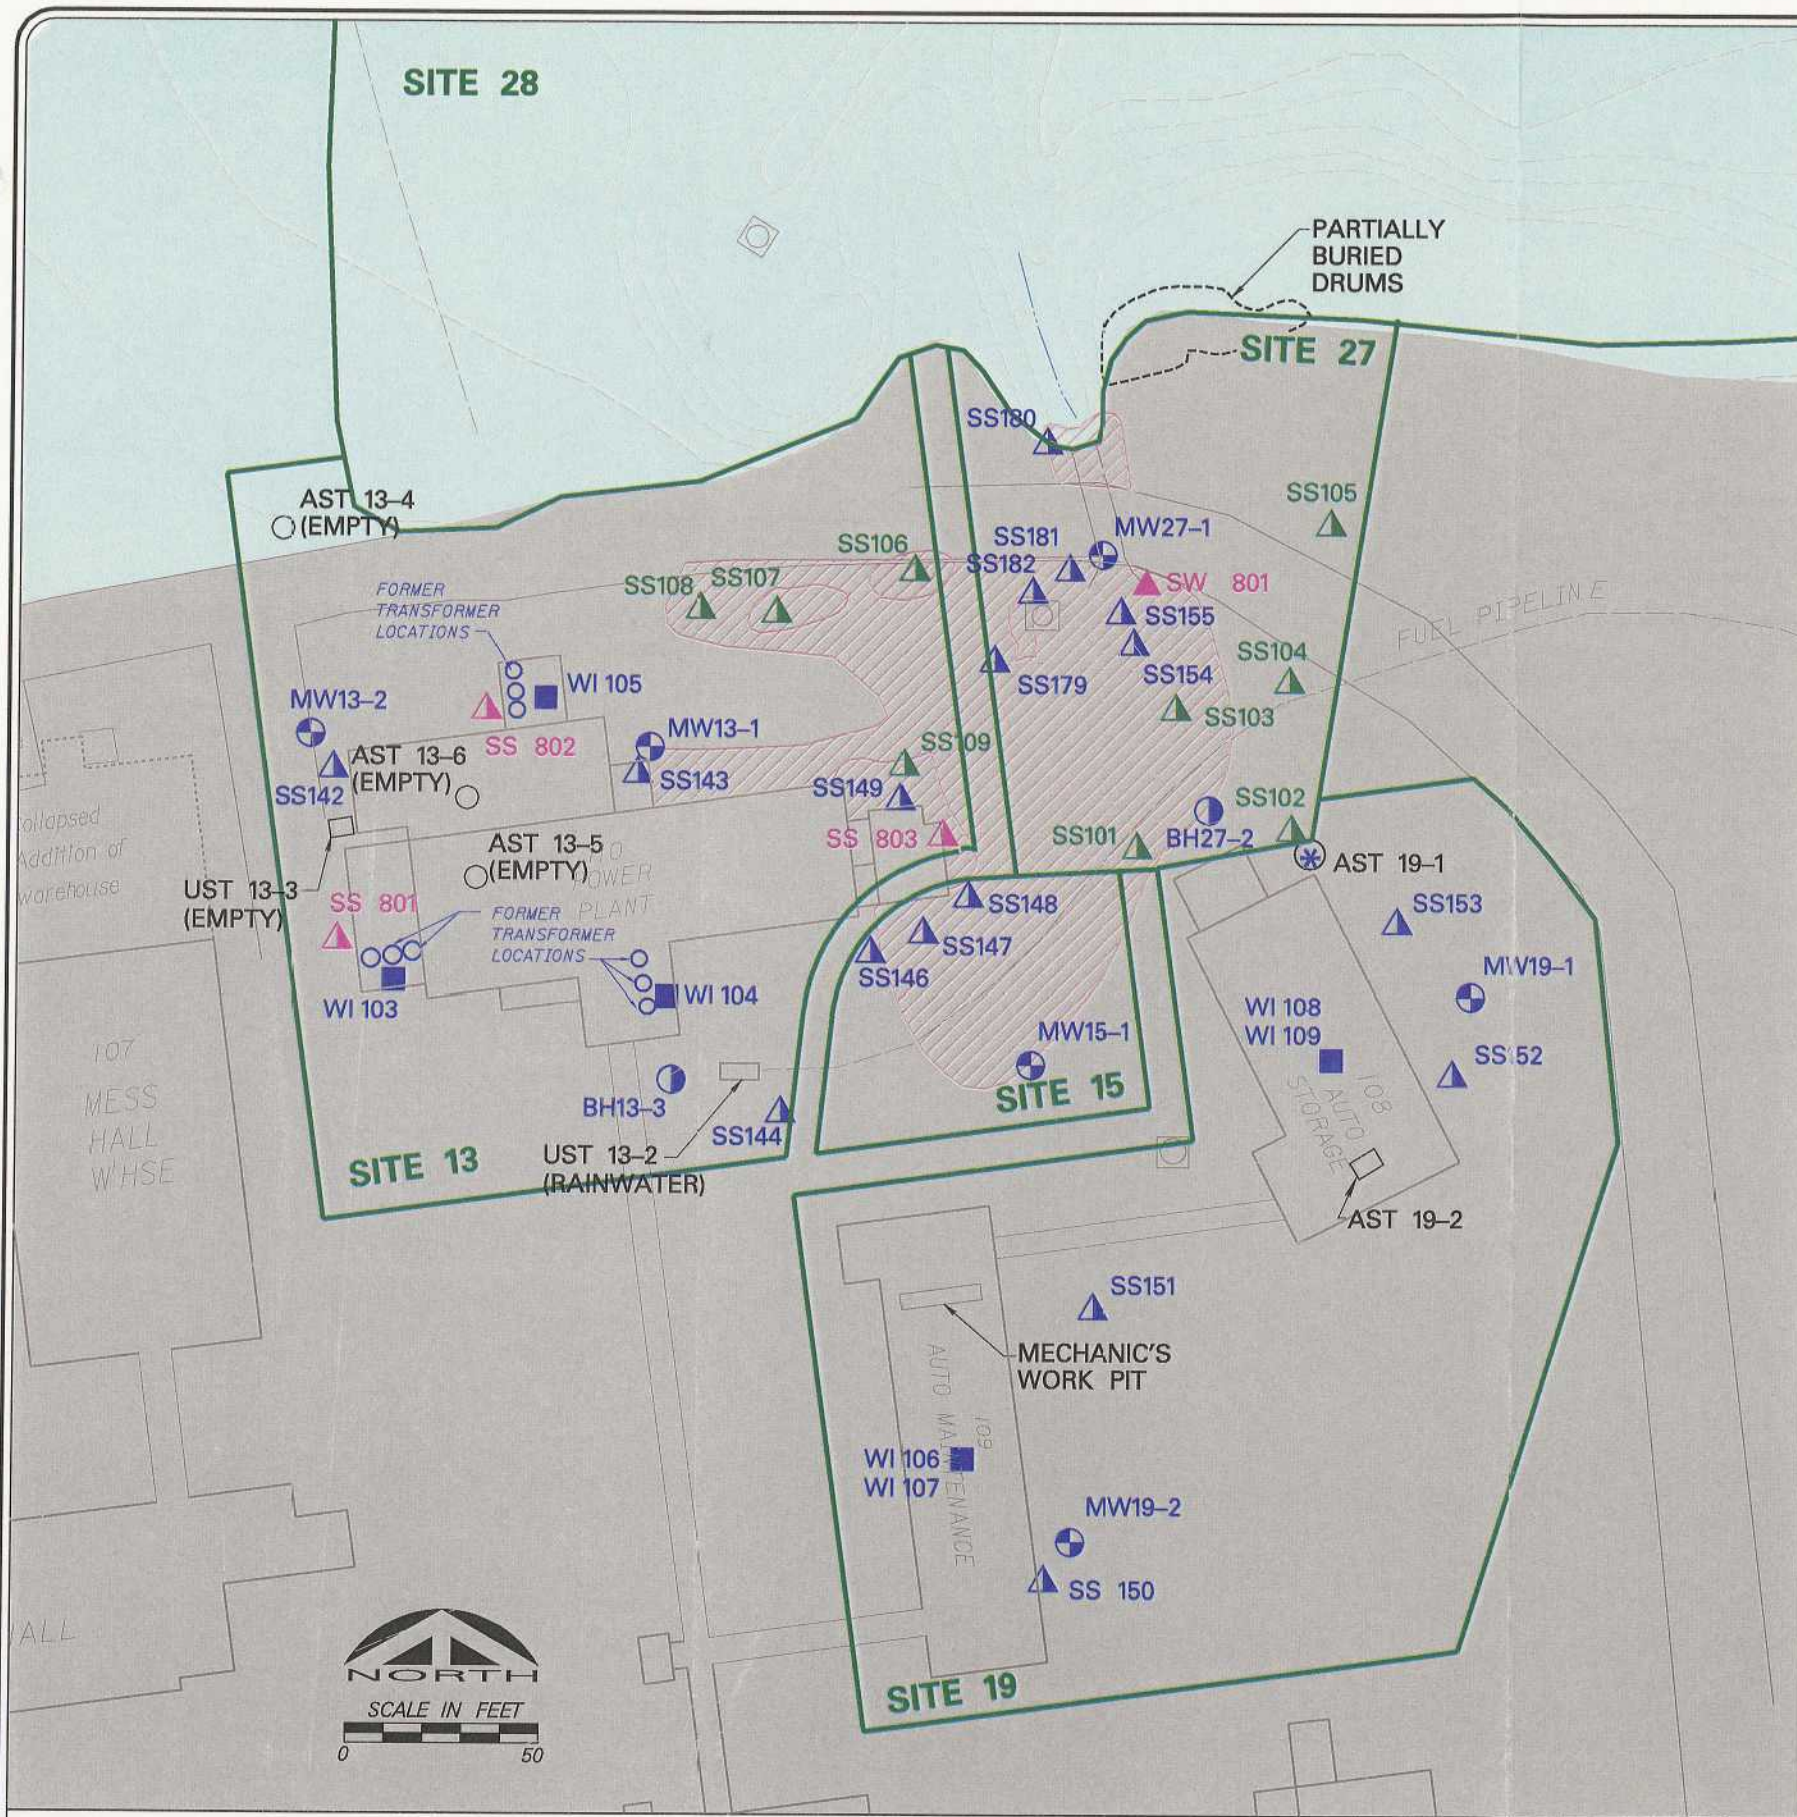 SITE 28
PARTIALLY
BURIED
DRUMS
SITE 27
SS180
AST 13-4
(EMPTY)
SS105
SS181
MW27-1
SS106
SS182
SW 801
SS108
SS107
FORMER
TRANSFORMER
LOCATIONS
SS155
FUEL PIPELINE
SS104
SS154
SS179
SS103
WI 105
MW13-2
MW13-1
SS 802
SS109
AST 13-6
(EMPTY)
SS143
SS149
SS142
SS102
SS 803
SS101
BH27-2
Addition of
warehouse
AST 13-5
(EMPTY)
POWER
PLANT
AST 19-1
UST 13-3
(EMPTY)
SS 801
FORMER
TRANSFORMER
LOCATIONS
SS148
SS153
SS147
SS146
MW19-1
WI 103
WI 104
WI 108
WI 109
MW15-1
SS152
107
MESS
HALL
W'HSE
SITE 15
108
AUTO
STORAGE
BH13-3
SS144
UST 13-2
(RAINWATER)
SITE 13
AST 19-2
SS151
MECHANIC'S
WORK PIT
109
AUTO MAINTENANCE
WI 106
WI 107
MW19-2
SS 150
NORTH
SITE 19
SCALE IN FEET
0 50